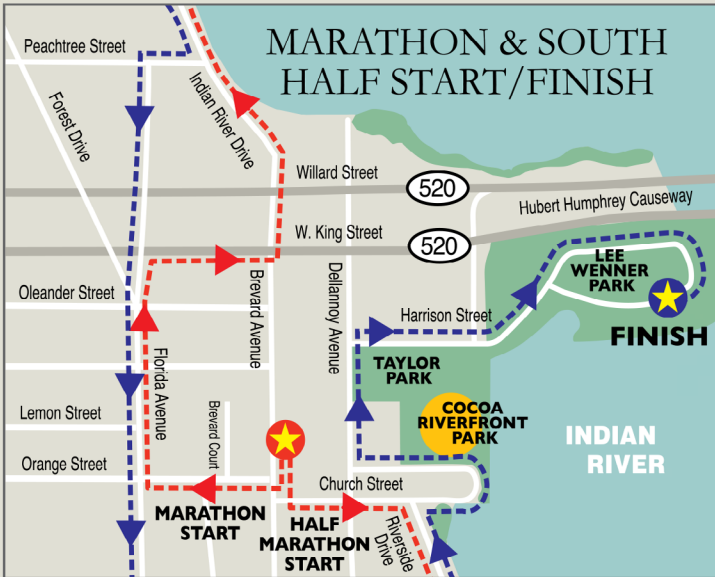 MARATHON & SOUTH
HALF START/FINISH
Peachtree Street
Forest Drive
Indian River Drive
Willard Street
520
Hubert Humphrey Causeway
W. King Street
520
LEE
WENNER
PARK
Oleander Street
Brevard Avenue
Dellannoy Avenue
Harrison Street
FINISH
Florida Avenue
TAYLOR
PARK
Lemon Street
Brevard Court
COCOA
RIVERFRONT
PARK
INDIAN
RIVER
Orange Street
Church Street
MARATHON
START
HALF
MARATHON
START
Riverside
Drive